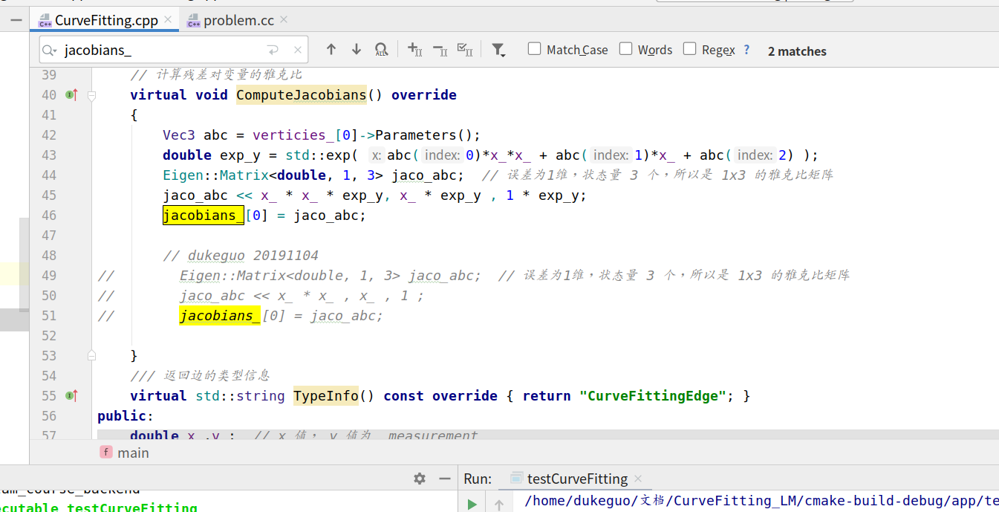 CurveFitting.cpp problem.cc
jacobians_ Match Case Words Regex ? 2 matches
39 // 计算残差对变量的雅克比
40 virtual void ComputeJacobians() override
41 {
42 Vec3 abc = verticies_[0]->Parameters();
43 double exp_y = std::exp( x: abc( index: 0)*x_*x_ + abc( index: 1)*x_ + abc( index: 2) );
44 Eigen::Matrix<double, 1, 3> jaco_abc; // 误差为1维，状态量 3 个，所以是 1x3 的雅克比矩阵
45 jaco_abc << x_ * x_ * exp_y, x_ * exp_y , 1 * exp_y;
46 jacobians_[0] = jaco_abc;
47
48 // dukeguo 20191104
49 // Eigen::Matrix<double, 1, 3> jaco_abc; // 误差为1维，状态量 3 个，所以是 1x3 的雅克比矩阵
50 // jaco_abc << x_ * x_ , x_ , 1 ;
51 // jacobians_[0] = jaco_abc;
52
53 }
54 /// 返回边的类型信息
55 virtual std::string TypeInfo() const override { return "CurveFittingEdge"; }
56 public:
57 double x_,y_; // x 值， y 值为 _measurement
f main
Run: testCurveFitting
/home/dukeguo/文档/CurveFitting_LM/cmake-build-debug/app/te
testCurveFitting